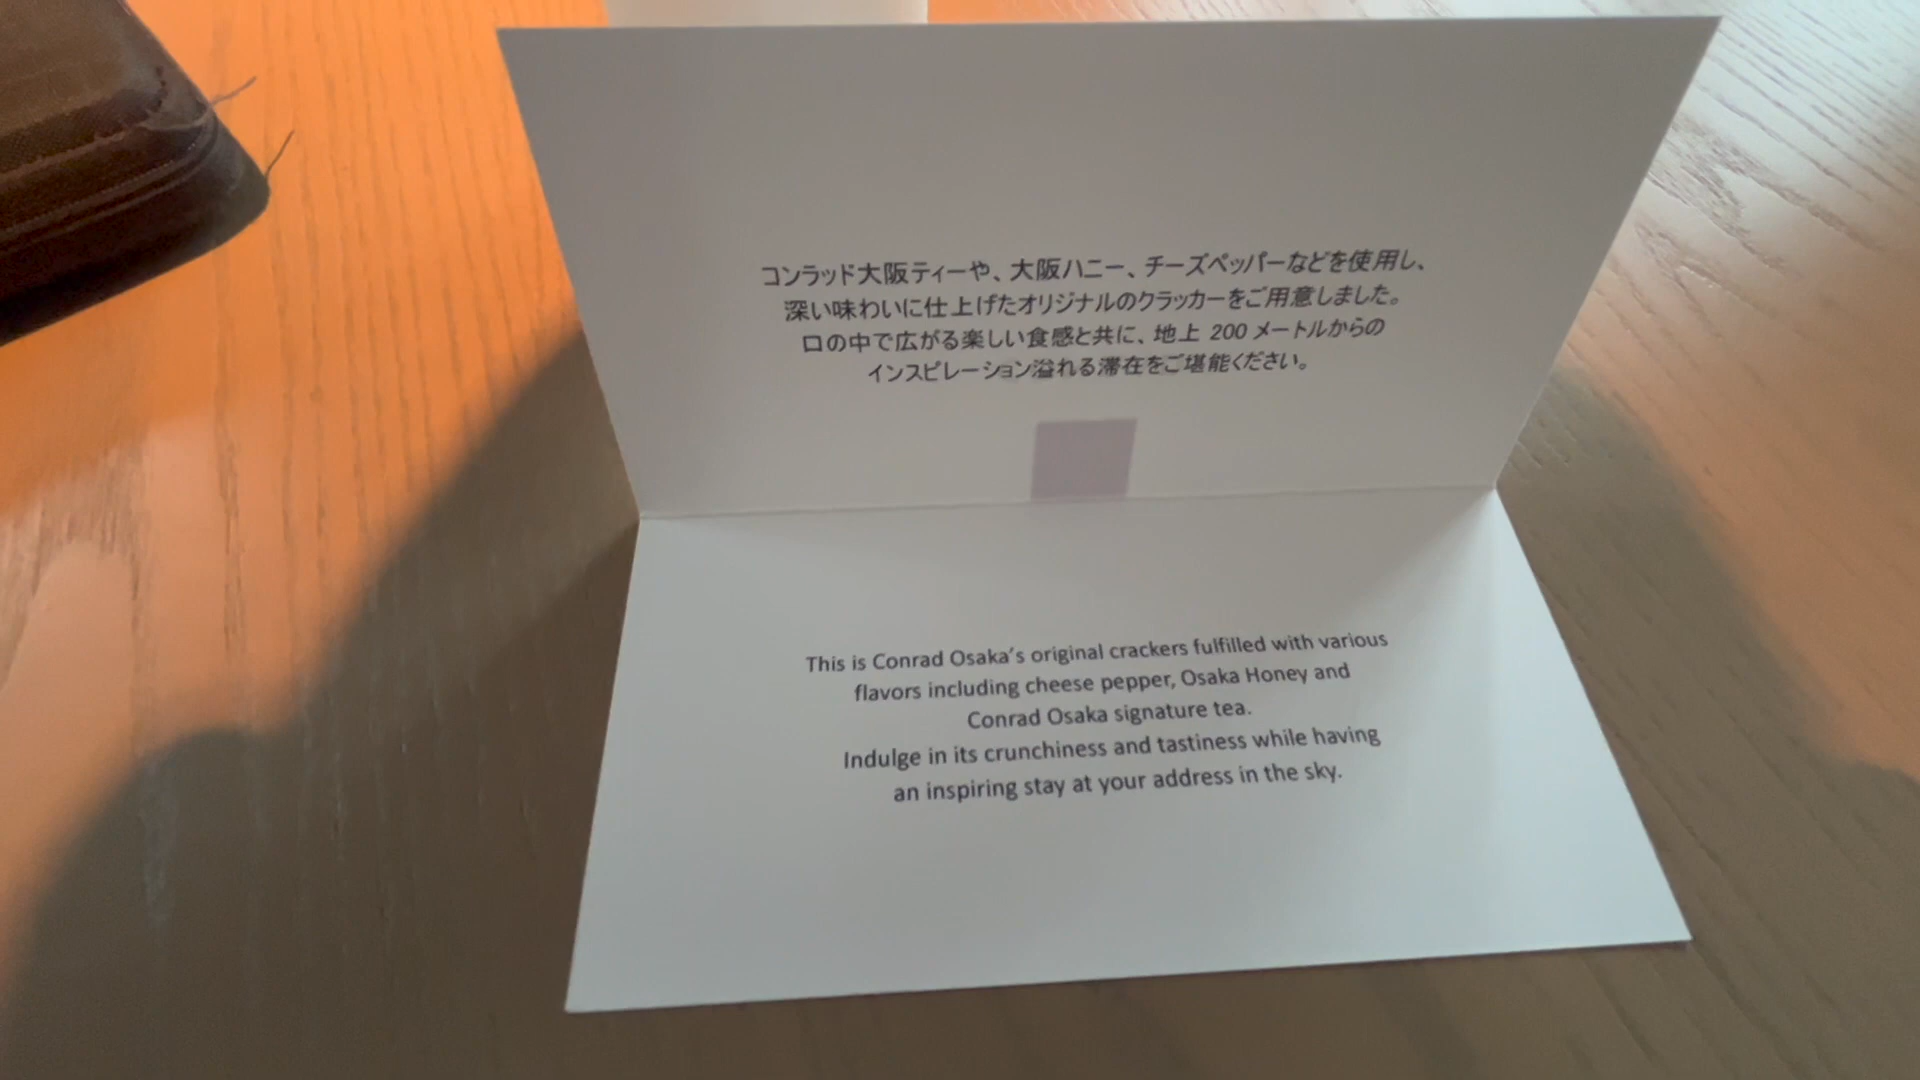 コンラッド大阪ティーや、大阪ハニー、チーズペッパーなどを使用し、
深い味わいに仕上げたオリジナルのクラッカーをご用意しました。
口の中で広がる楽しい食感と共に、地上 200 メートルからの
インスピレーション溢れる滞在をご堪能ください。
This is Conrad Osaka's original crackers fulfilled with various
flavors including cheese pepper, Osaka Honey and
Conrad Osaka signature tea.
Indulge in its crunchiness and tastiness while having
an inspiring stay at your address in the sky.